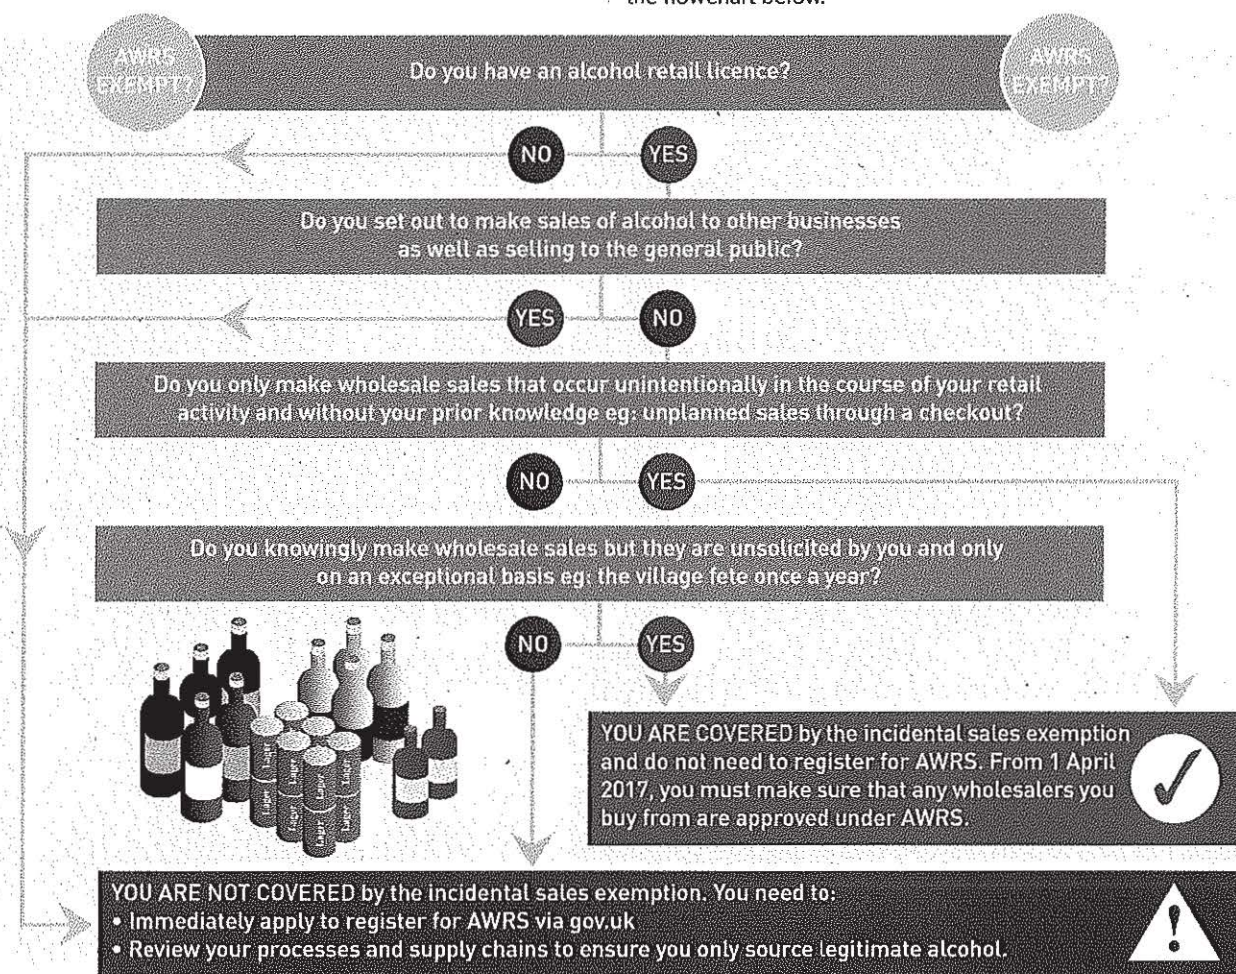 the flowchart below.
AWRS
EXEMPT?
Do you have an alcohol retail licence?
AWRS
EXEMPT?
NO
YES
Do you set out to make sales of alcohol to other businesses
as well as selling to the general public?
YES
NO
Do you only make wholesale sales that occur unintentionally in the course of your retail
activity and without your prior knowledge eg: unplanned sales through a checkout?
NO
YES
Do you knowingly make wholesale sales but they are unsolicited by you and only
on an exceptional basis eg: the village fete once a year?
NO
YES
Lager
Lager
Lager
Lager
Lager
Lager
Lager
Lager
YOU ARE COVERED by the incidental sales exemption
and do not need to register for AWRS. From 1 April
2017, you must make sure that any wholesalers you
buy from are approved under AWRS.
YOU ARE NOT COVERED by the incidental sales exemption. You need to:
• Immediately apply to register for AWRS via gov.uk
• Review your processes and supply chains to ensure you only source legitimate alcohol.